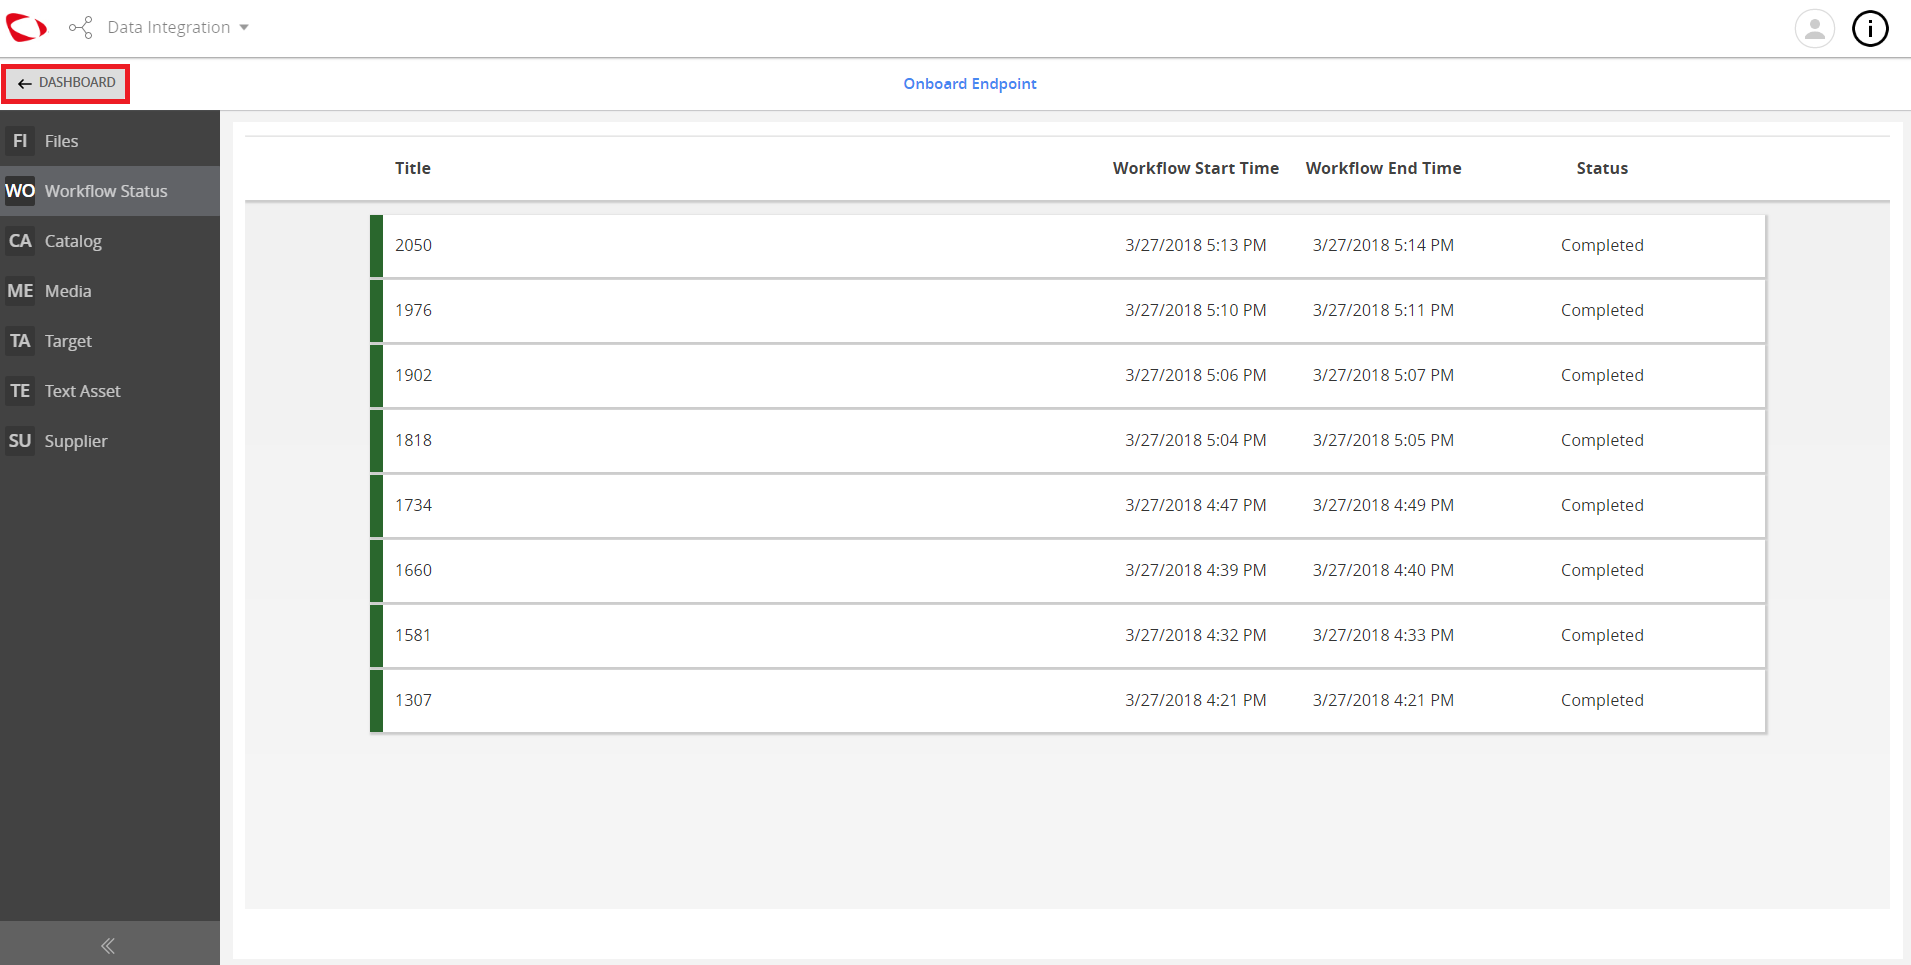 Data Integration
i
← DASHBOARD
Onboard Endpoint
FI Files
WO Workflow Status
CA Catalog
ME Media
TA Target
TE Text Asset
SU Supplier
Title Workflow Start Time Workflow End Time Status
2050 3/27/2018 5:13 PM 3/27/2018 5:14 PM Completed
1976 3/27/2018 5:10 PM 3/27/2018 5:11 PM Completed
1902 3/27/2018 5:06 PM 3/27/2018 5:07 PM Completed
1818 3/27/2018 5:04 PM 3/27/2018 5:05 PM Completed
1734 3/27/2018 4:47 PM 3/27/2018 4:49 PM Completed
1660 3/27/2018 4:39 PM 3/27/2018 4:40 PM Completed
1581 3/27/2018 4:32 PM 3/27/2018 4:33 PM Completed
1307 3/27/2018 4:21 PM 3/27/2018 4:21 PM Completed